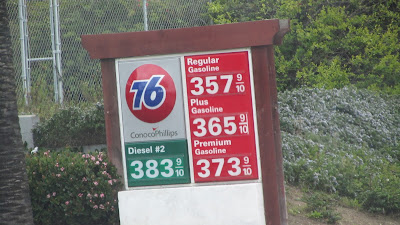 76
ConocoPhillips
Diesel #2
383 9/10
Regular
Gasoline
357 9/10
Plus
Gasoline
365 9/10
Premium
Gasoline
373 9/10